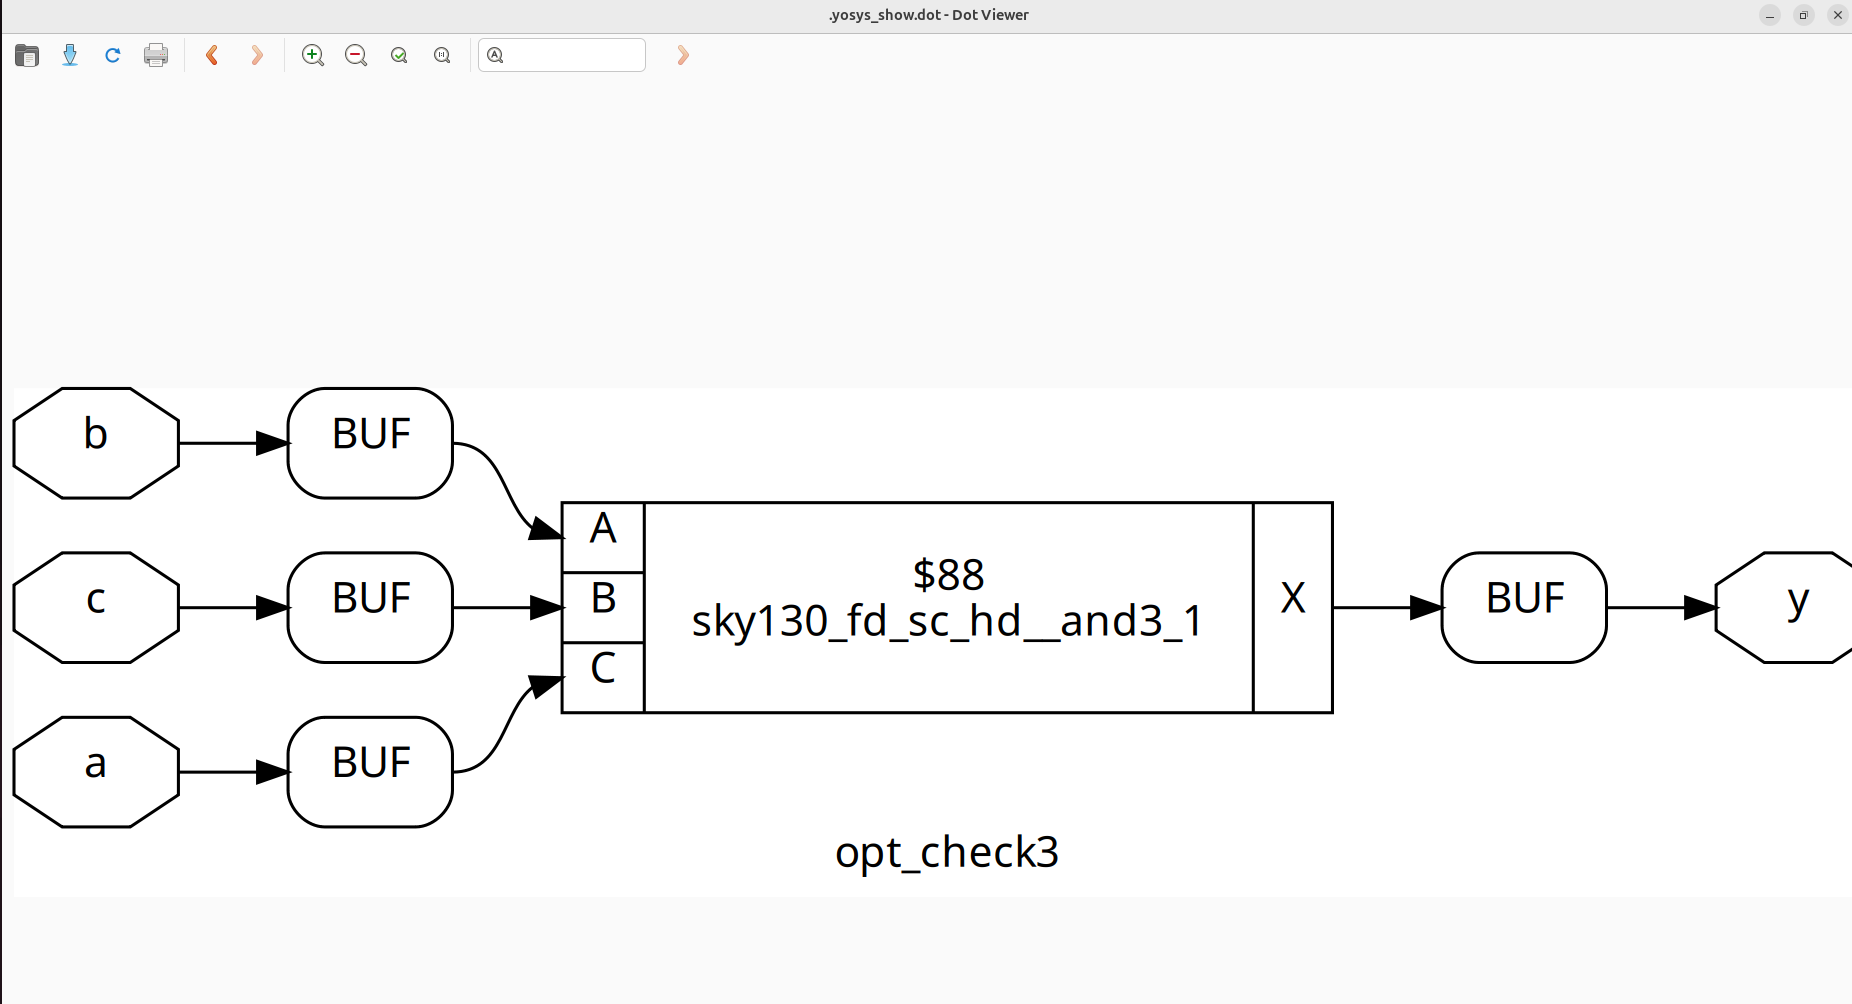 .yosys_show.dot - Dot Viewer
b
BUF
A
c
BUF
B
$88
sky130_fd_sc_hd__and3_1
X
BUF
y
C
a
BUF
opt_check3